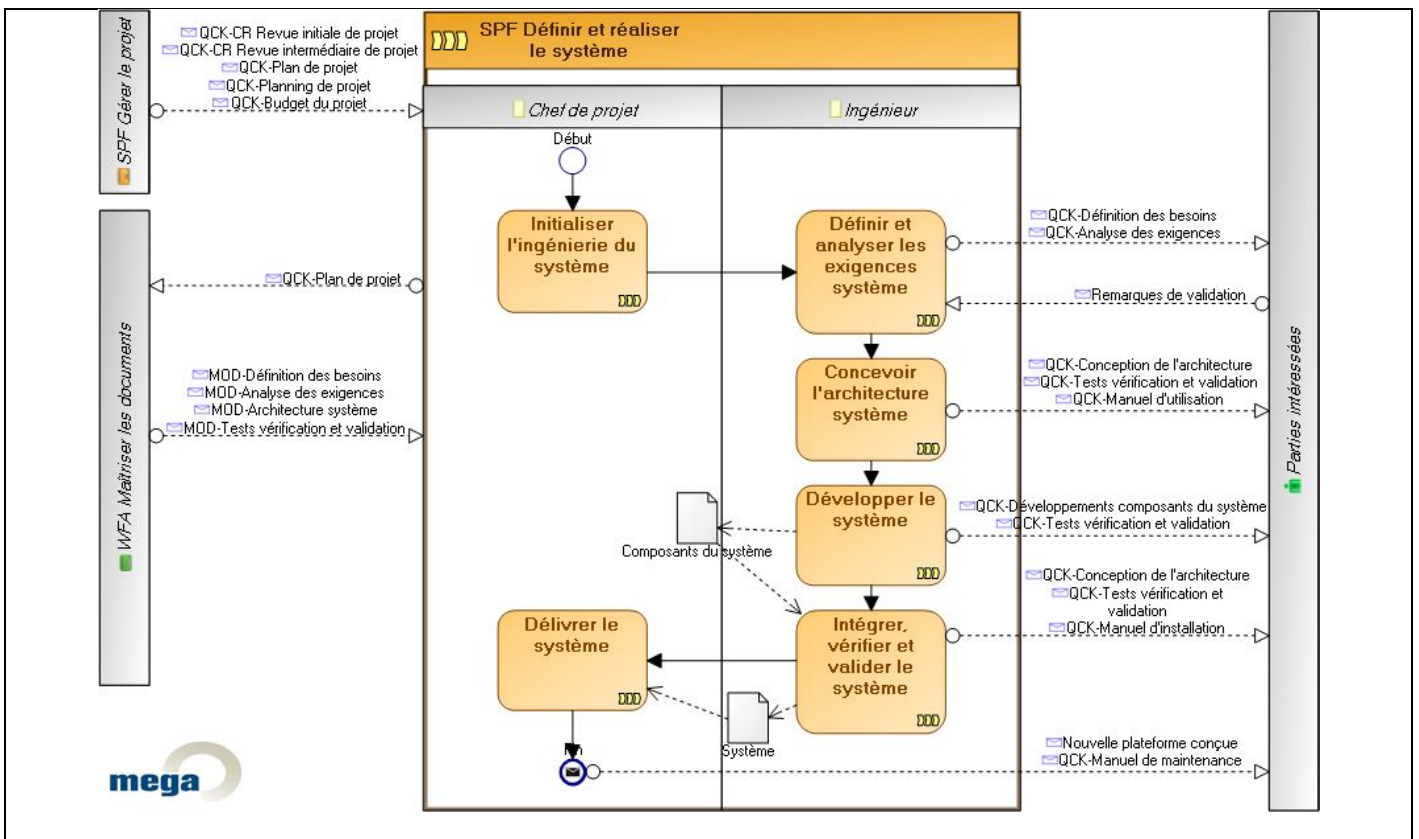 SPF Gérer le projet
QCK-CR Revue initiale de projet
QCK-CR Revue intermédiaire de projet
QCK-Plan de projet
QCK-Planning de projet
QCK-Budget du projet
SPF Définir et réaliser
le système
Chef de projet
Ingénieur
Début
Initialiser
l'ingénierie du
système
Définir et
analyser les
exigences
système
QCK-Définition des besoins
QCK-Analyse des exigences
Remarques de validation
QCK-Plan de projet
WFA Maîtriser les documents
MOD-Définition des besoins
MOD-Analyse des exigences
MOD-Architecture système
MOD-Tests vérification et validation
Concevoir
l'architecture
système
QCK-Conception de l'architecture
QCK-Tests vérification et validation
QCK-Manuel d'utilisation
Parties intéressées
Développer le
système
Composants du système
QCK-Développements composants du système
QCK-Tests vérification et validation
Délivrer le
système
Intégrer,
vérifier et
valider le
système
QCK-Conception de l'architecture
QCK-Tests vérification et
validation
QCK-Manuel d'installation
Système
Nouvelle plateforme conçue
QCK-Manuel de maintenance
mega